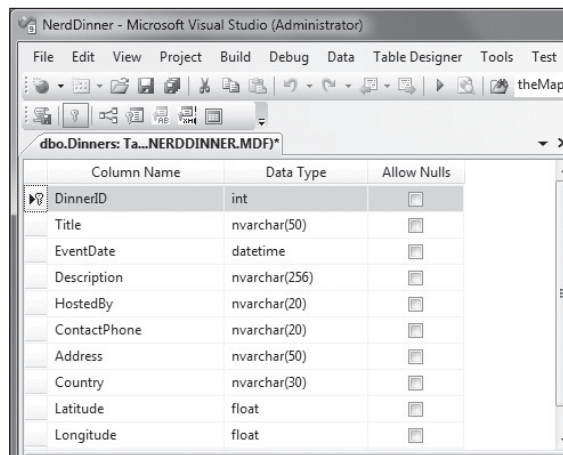 NerdDinner - Microsoft Visual Studio (Administrator)
File Edit View Project Build Debug Data Table Designer Tools Test
theMap
dbo.Dinners: Ta...NERDDINNER.MDF)*
Column Name Data Type Allow Nulls
DinnerID int
Title nvarchar(50)
EventDate datetime
Description nvarchar(256)
HostedBy nvarchar(20)
ContactPhone nvarchar(20)
Address nvarchar(50)
Country nvarchar(30)
Latitude float
Longitude float